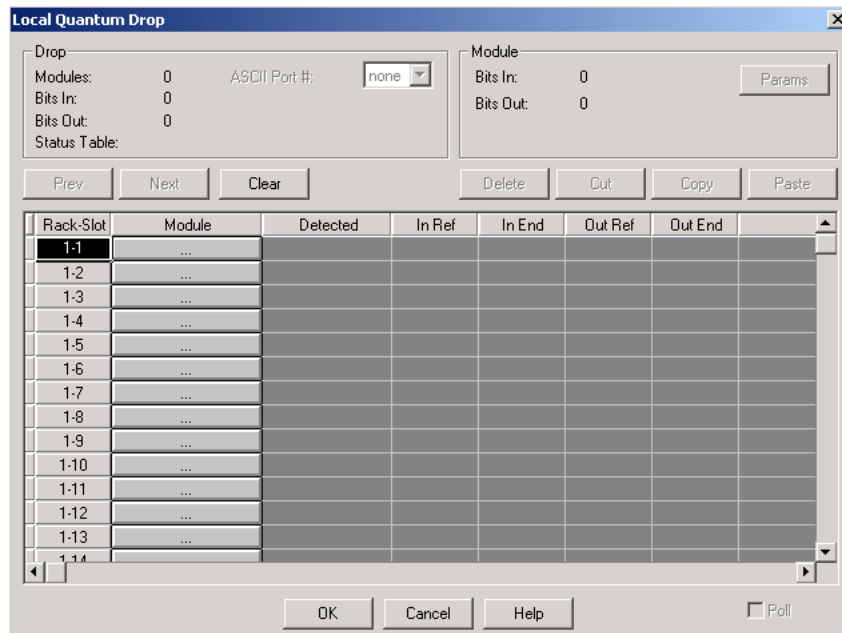 Local Quantum Drop
Drop
Modules: 0 ASCII Port #: none
Bits In: 0
Bits Out: 0
Status Table:
Module
Bits In: 0 Params
Bits Out: 0
Prev Next Clear Delete Cut Copy Paste
Rack-Slot Module Detected In Ref In End Out Ref Out End
1-1 ...
1-2 ...
1-3 ...
1-4 ...
1-5 ...
1-6 ...
1-7 ...
1-8 ...
1-9 ...
1-10 ...
1-11 ...
1-12 ...
1-13 ...
1-14
OK Cancel Help Poll